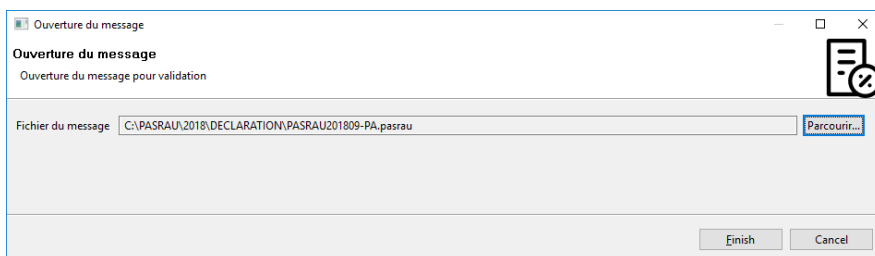 Ouverture du message
Ouverture du message
Ouverture du message pour validation
Fichier du message C:\PASRAU\2018\DECLARATION\PASRAU201809-PA.pasrau Parcourir...
Finish Cancel